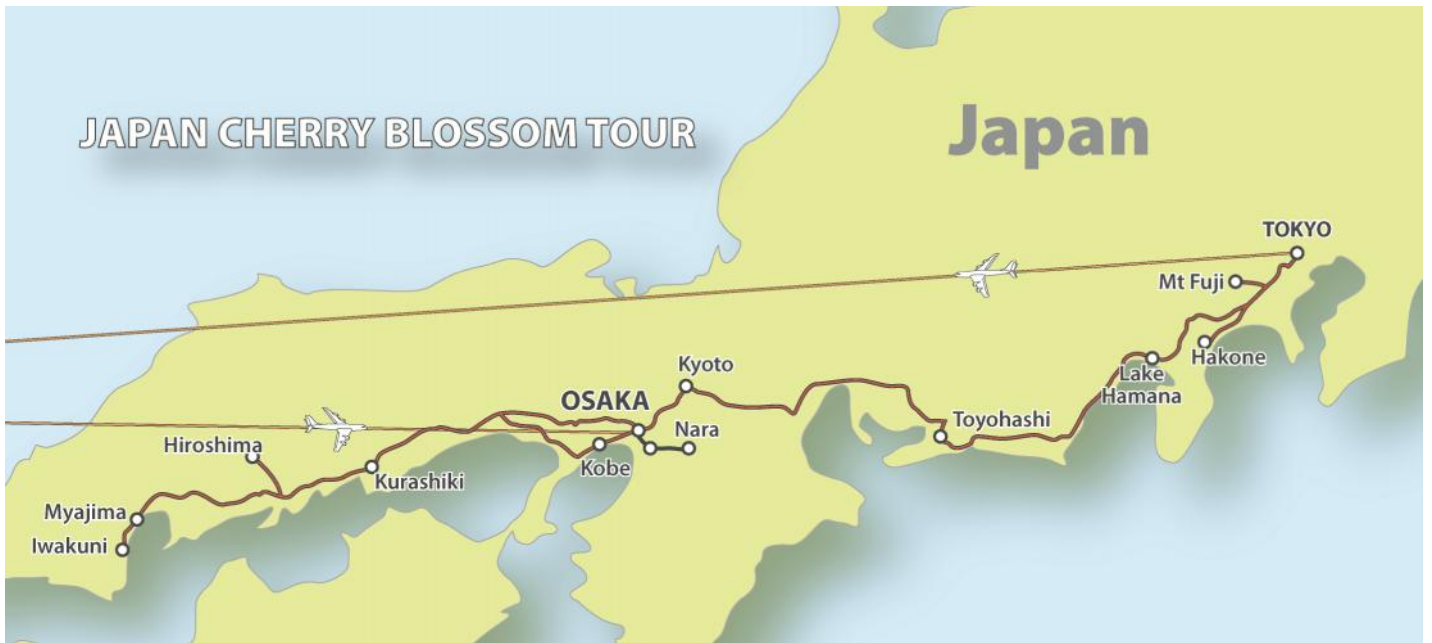 JAPAN CHERRY BLOSSOM TOUR
Japan
TOKYO
Mt Fuji
Hakone
Lake
Hamana
Kyoto
OSAKA
Toyohashi
Nara
Hiroshima
Kobe
Kurashiki
Myajima
Iwakuni